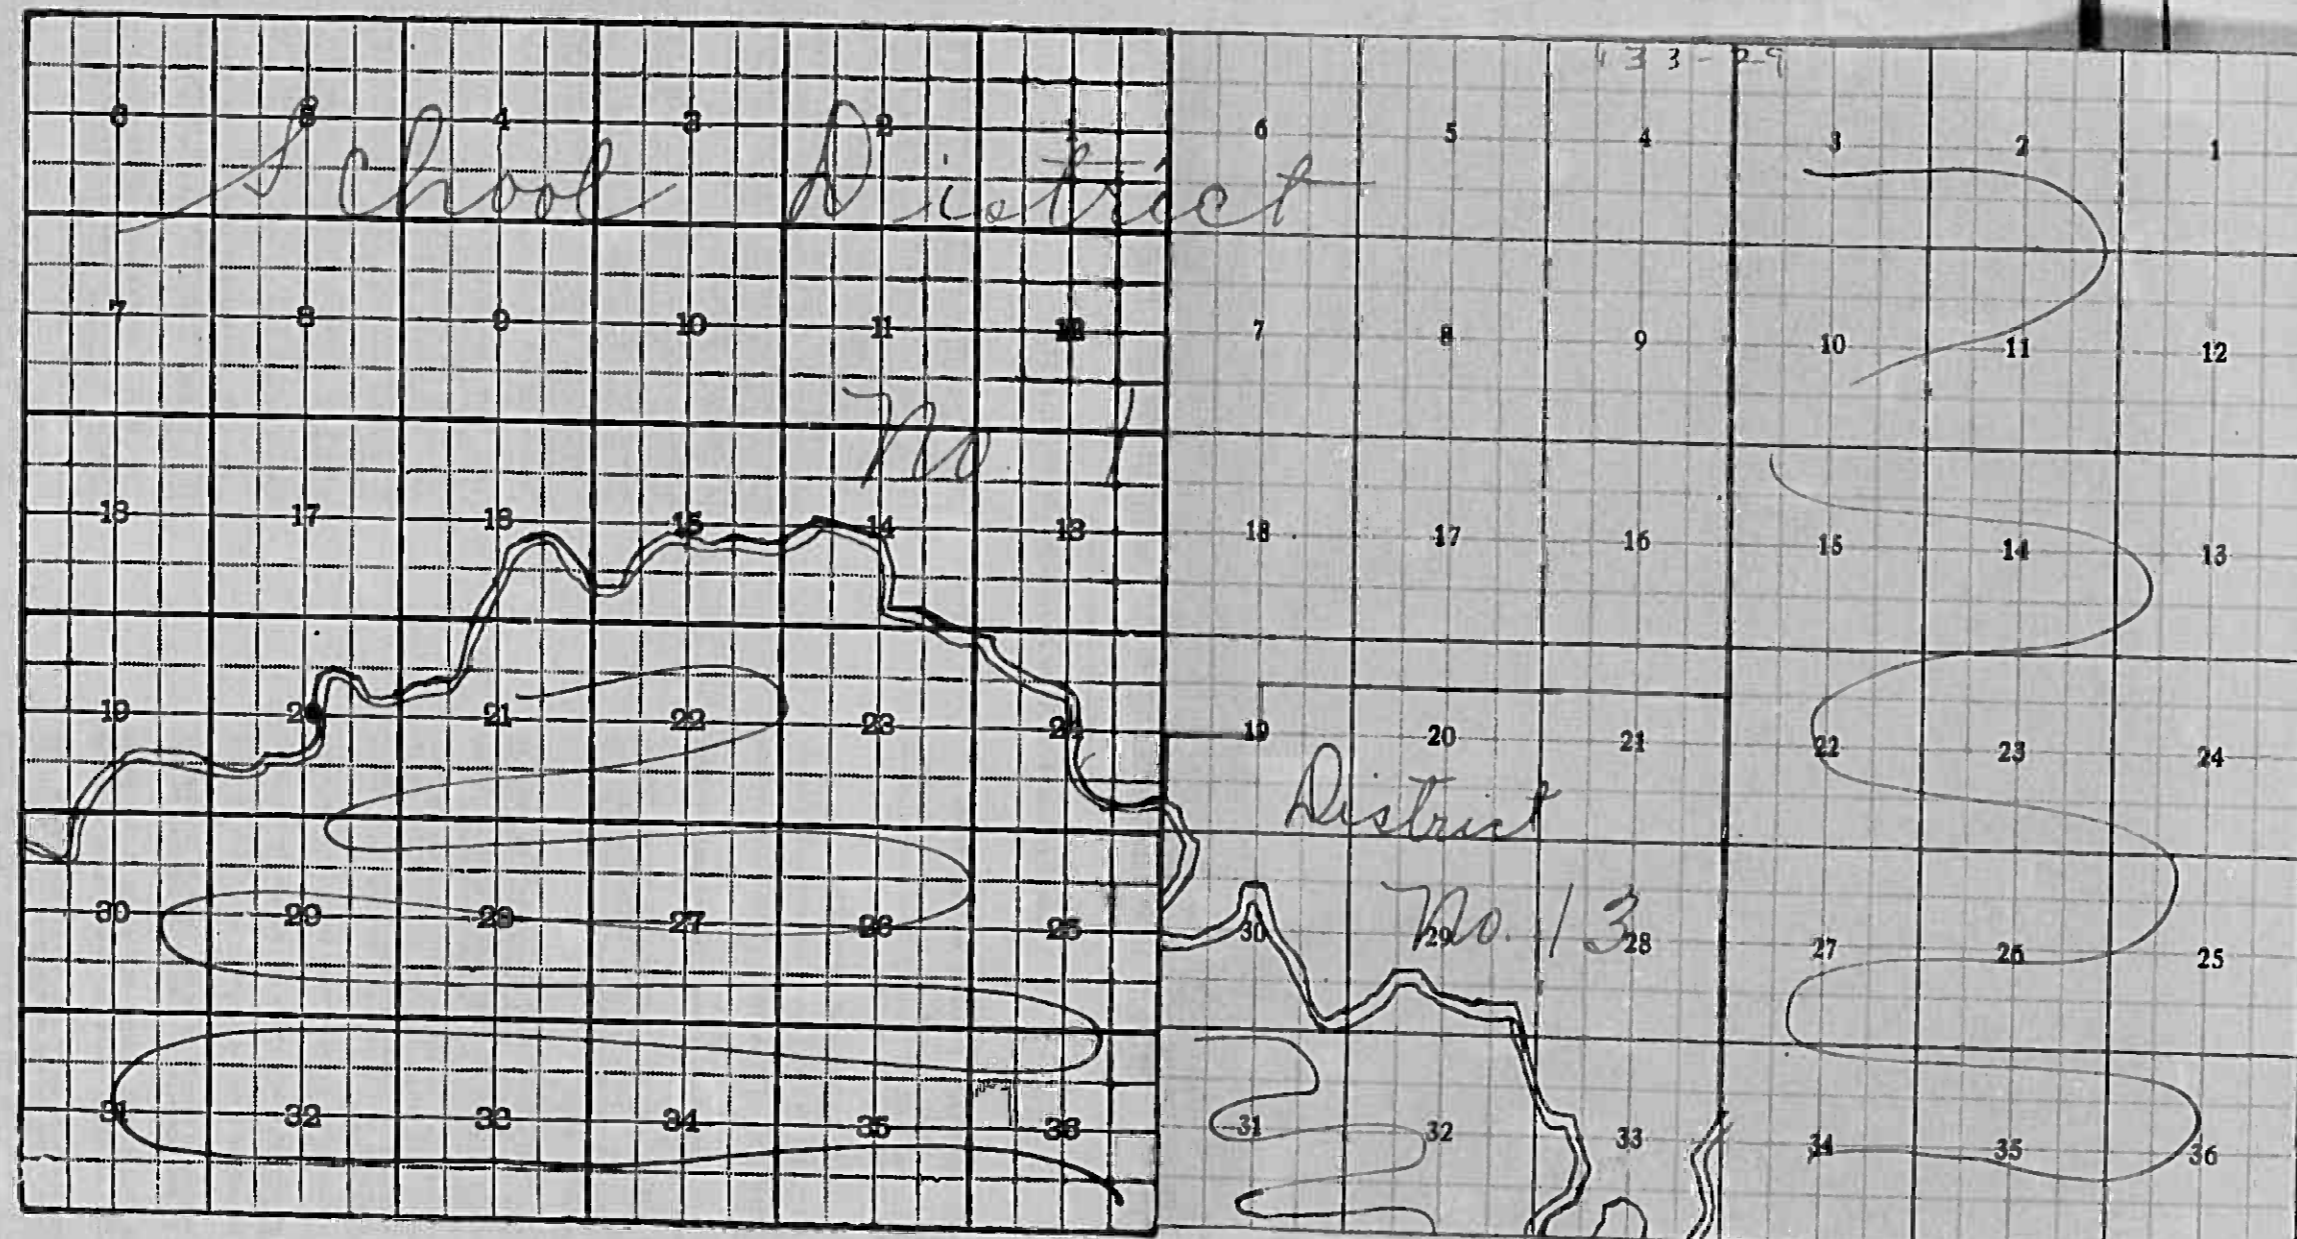 433-29
6 5 4 3 2 1 6 5 4 3 2 1
School District
7 8 9 10 11 12 7 8 9 10 11 12
No 1
18 17 16 15 14 13 18 17 16 15 14 13
19 20 21 22 23 24 19 20 21 22 23 24
District
30 29 28 27 26 25 30 29 28 27 26 25
No. 13
31 32 33 34 35 36 31 32 33 34 35 36